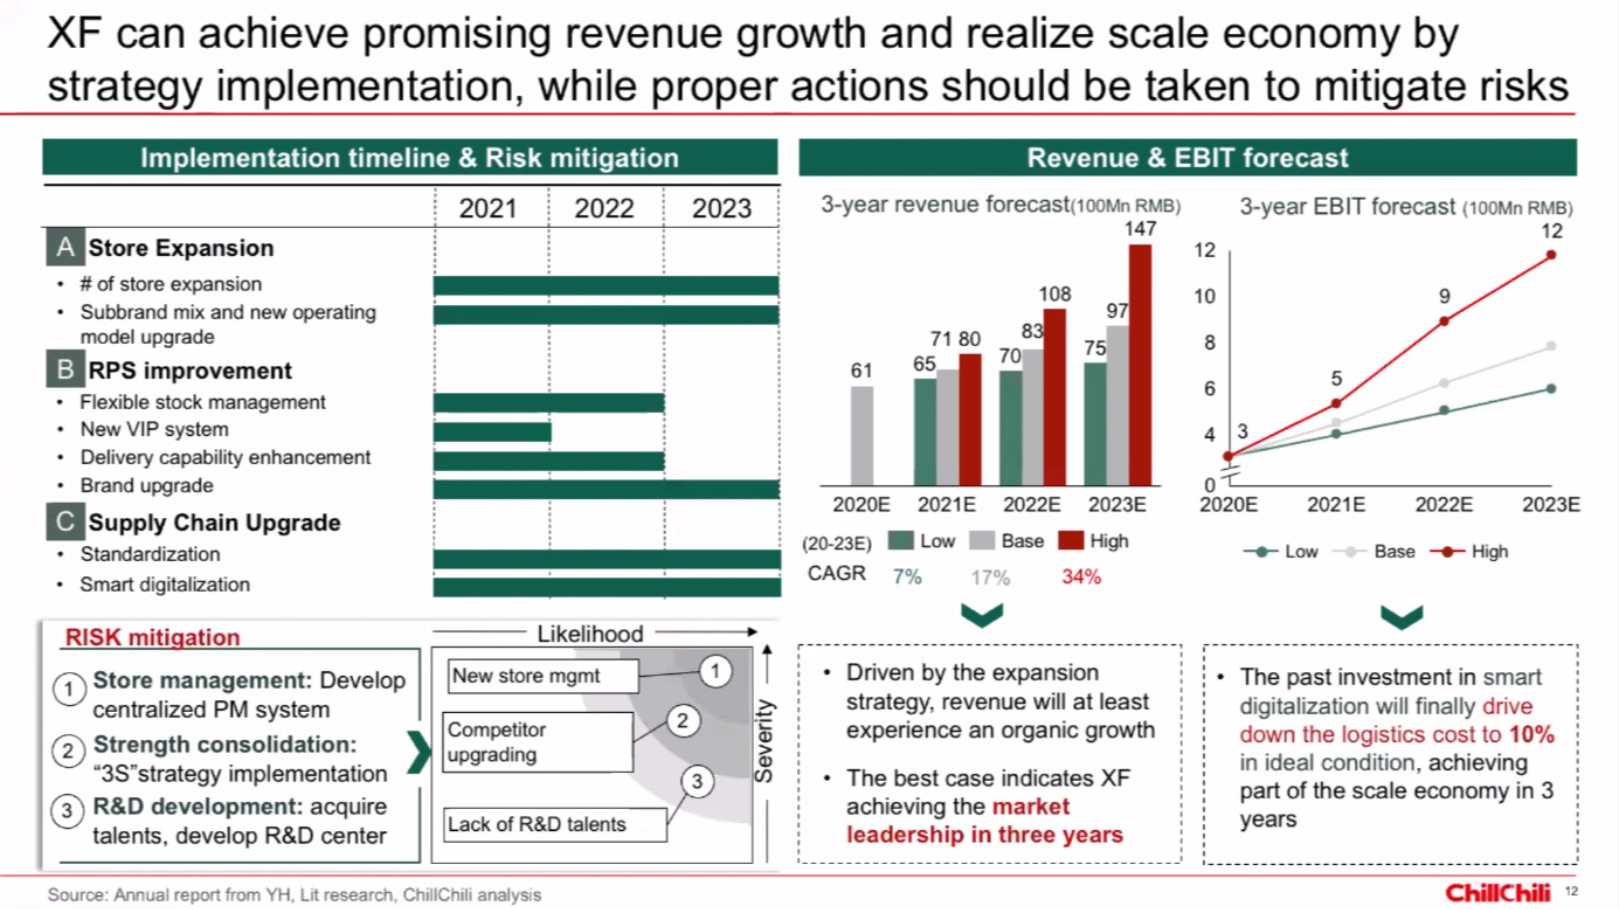 XF can achieve promising revenue growth and realize scale economy by
strategy implementation, while proper actions should be taken to mitigate risks
Implementation timeline & Risk mitigation
2021 2022 2023
A Store Expansion
• # of store expansion
• Subbrand mix and new operating
model upgrade
B RPS improvement
• Flexible stock management
• New VIP system
• Delivery capability enhancement
• Brand upgrade
C Supply Chain Upgrade
• Standardization
• Smart digitalization
RISK mitigation
1 Store management: Develop
centralized PM system
2 Strength consolidation:
“3S”strategy implementation
3 R&D development: acquire
talents, develop R&D center
Likelihood
Severity
New store mgmt 1
Competitor
upgrading
2
3
Lack of R&D talents
Revenue & EBIT forecast
3-year revenue forecast(100Mn RMB)
61
65 71 80
70 83 108
75 97 147
2020E 2021E 2022E 2023E
(20-23E) Low Base High
CAGR 7% 17% 34%
3-year EBIT forecast (100Mn RMB)
12
10
8
6
4
0
3
5
9
12
2020E 2021E 2022E 2023E
Low Base High
• Driven by the expansion
strategy, revenue will at least
experience an organic growth
• The best case indicates XF
achieving the market
leadership in three years
• The past investment in smart
digitalization will finally drive
down the logistics cost to 10%
in ideal condition, achieving
part of the scale economy in 3
years
Source: Annual report from YH, Lit research, ChillChili analysis
ChillChili 12